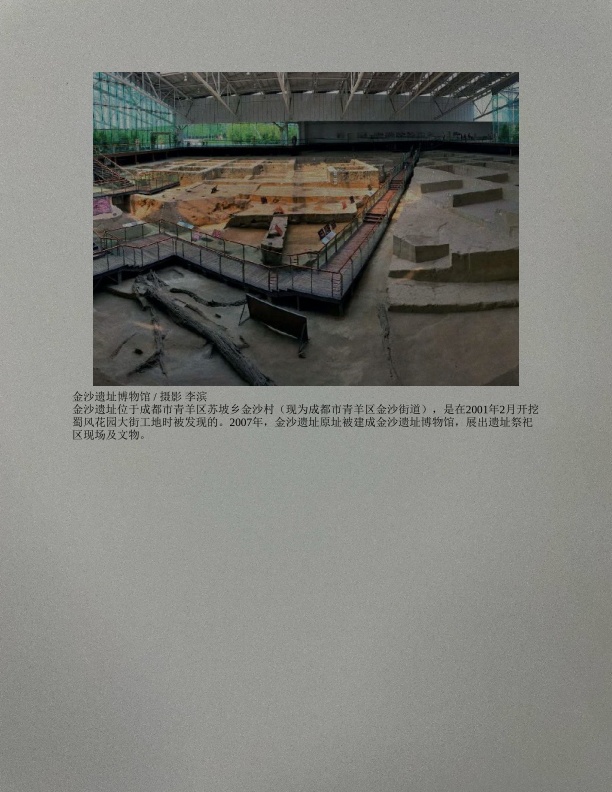 金沙遗址博物馆 / 摄影 李滨
金沙遗址位于成都市青羊区苏坡乡金沙村（现为成都市青羊区金沙街道），是在2001年2月开挖
蜀风花园大街工地时被发现的。2007年，金沙遗址原址被建成金沙遗址博物馆，展出遗址祭祀
区现场及文物。